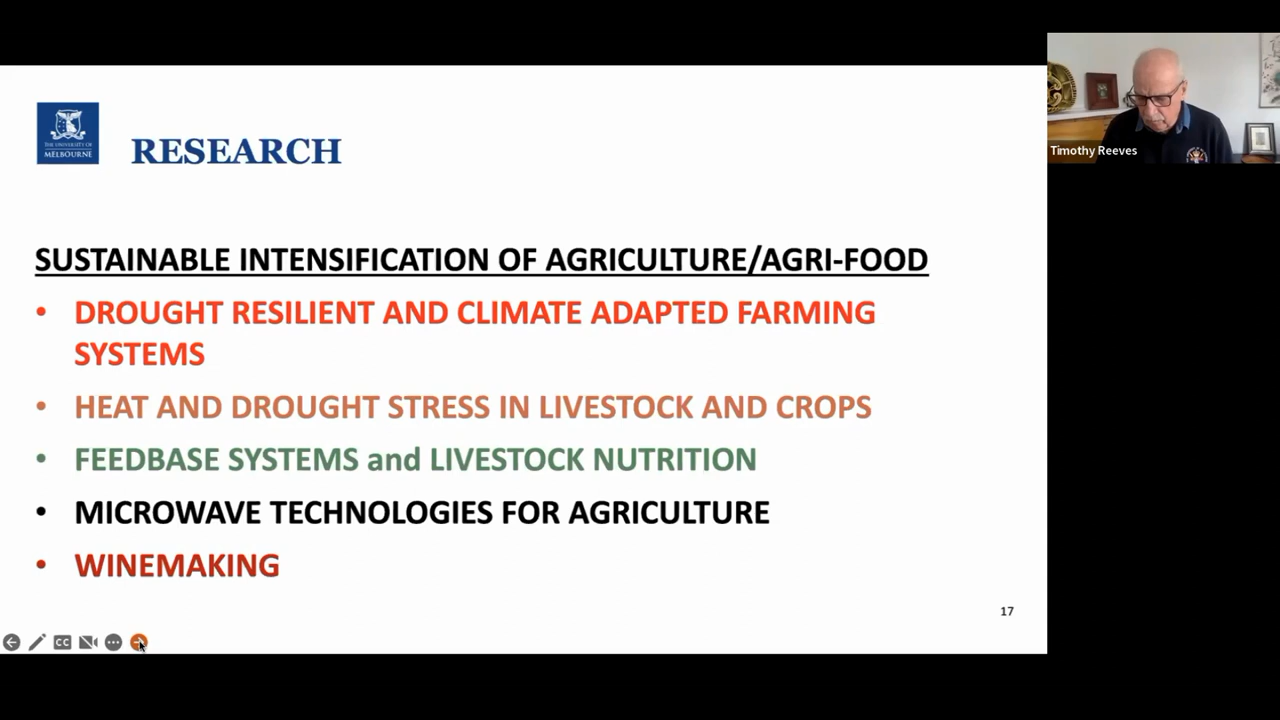 THE UNIVERSITY OF
MELBOURNE
RESEARCH
SUSTAINABLE INTENSIFICATION OF AGRICULTURE/AGRI-FOOD
• DROUGHT RESILIENT AND CLIMATE ADAPTED FARMING
SYSTEMS
• HEAT AND DROUGHT STRESS IN LIVESTOCK AND CROPS
• FEEDBASE SYSTEMS and LIVESTOCK NUTRITION
• MICROWAVE TECHNOLOGIES FOR AGRICULTURE
• WINEMAKING
17
CC
Timothy Reeves